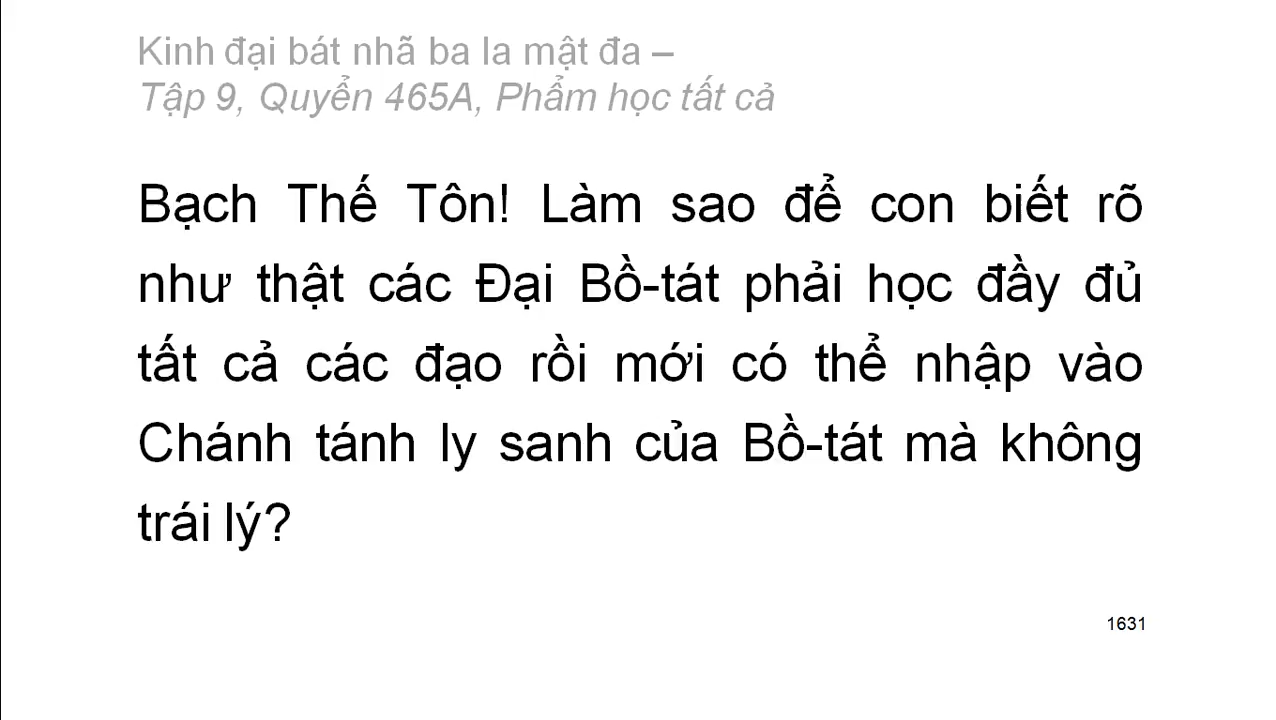 Kinh đại bát nhã ba la mật đa –
Tập 9, Quyển 465A, Phẩm học tất cả
Bạch Thế Tôn! Làm sao để con biết rõ
như thật các Đại Bồ-tát phải học đầy đủ
tất cả các đạo rồi mới có thể nhập vào
Chánh tánh ly sanh của Bồ-tát mà không
trái lý?
1631